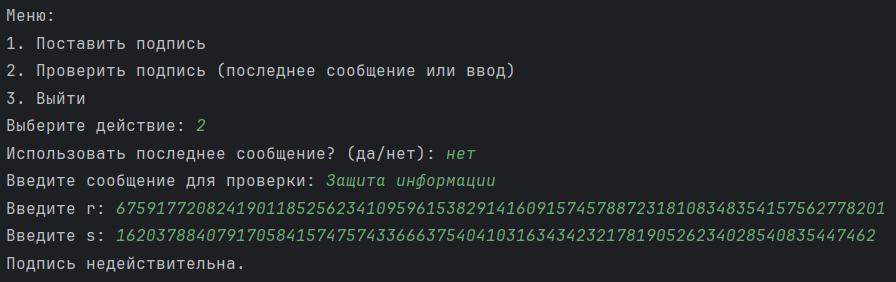 Меню:
1. Поставить подпись
2. Проверить подпись (последнее сообщение или ввод)
3. Выйти
Выберите действие: 2
Использовать последнее сообщение? (да/нет): нет
Введите сообщение для проверки: Защита информации
Введите r: 67591772082419011852562341095961538291416091574578872318108348354157562778201
Введите s: 1620378840791705841574757433666375404103163434232178190526234028540835447462
Подпись недействительна.